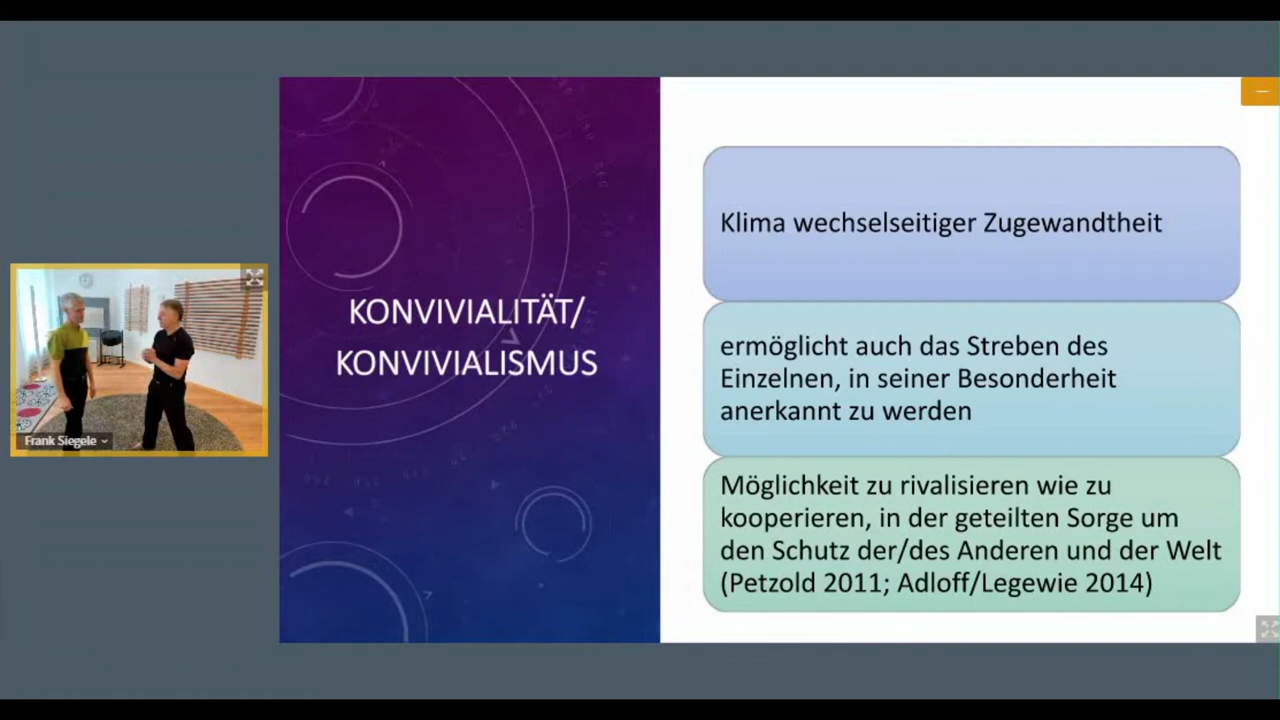 KONVIVIALITÄT/
KONVIVIALISMUS
Klima wechselseitiger Zugewandtheit
ermöglicht auch das Streben des
Einzelnen, in seiner Besonderheit
anerkannt zu werden
Möglichkeit zu rivalisieren wie zu
kooperieren, in der geteilten Sorge um
den Schutz der/des Anderen und der Welt
(Petzold 2011; Adloff/Legewie 2014)
Frank Siegele